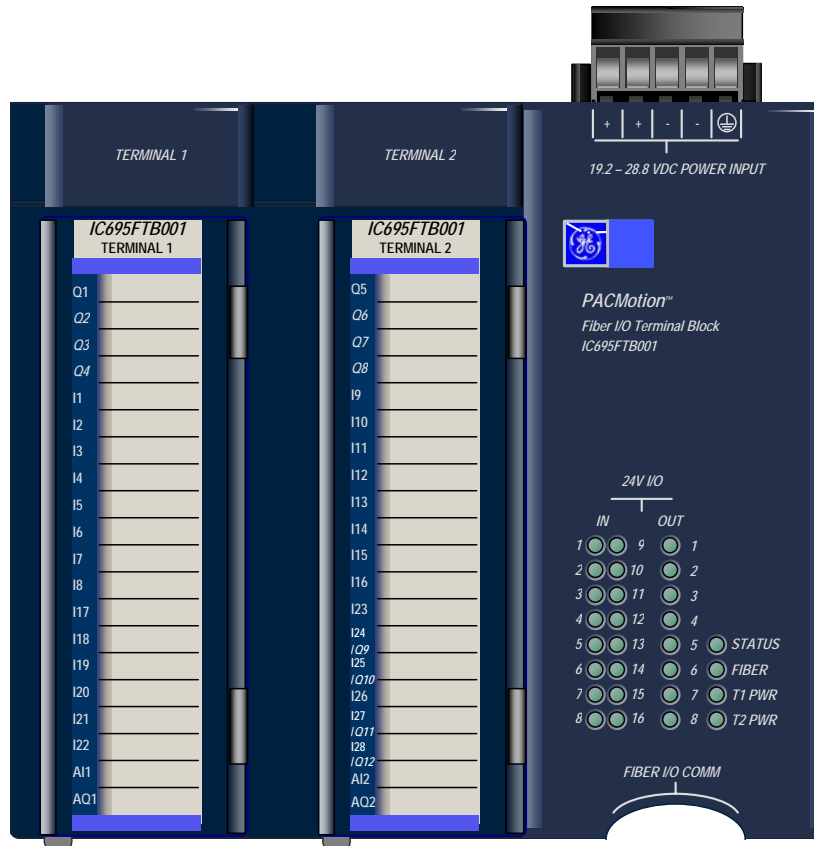 + + - -
19.2 – 28.8 VDC POWER INPUT
TERMINAL 1
TERMINAL 2
IC695FTB001
TERMINAL 1
Q1
Q2
Q3
Q4
I1
I2
I3
I4
I5
I6
I7
I8
I17
I18
I19
I20
I21
I22
AI1
AQ1
IC695FTB001
TERMINAL 2
Q5
Q6
Q7
Q8
I9
I10
I11
I12
I13
I14
I15
I16
I23
I24
IQ9
I25
IQ10
I26
I27
IQ11
I28
IQ12
AI2
AQ2
GE
PACMotion™
Fiber I/O Terminal Block
IC695FTB001
24V I/O
IN OUT
1 9 1
2 10 2
3 11 3
4 12 4
5 13 5 STATUS
6 14 6 FIBER
7 15 7 T1 PWR
8 16 8 T2 PWR
FIBER I/O COMM